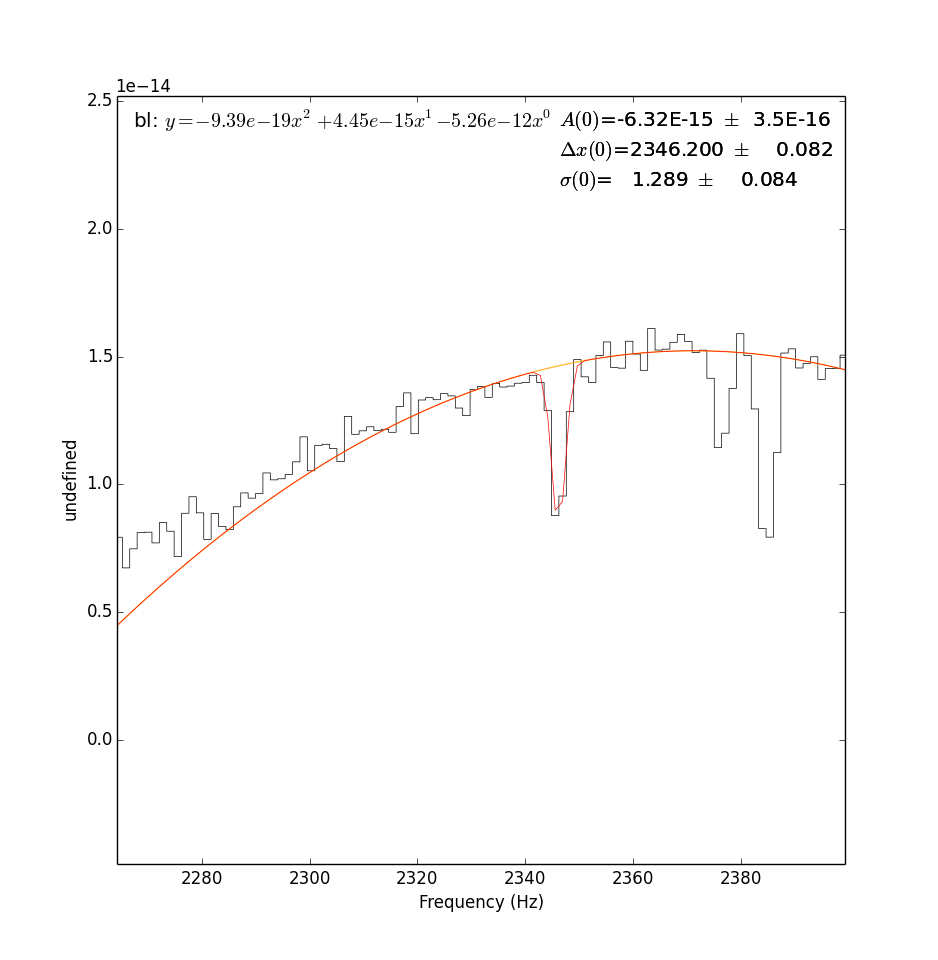 1e−14
bl: y=−9.39e−19x² +4.45e−15x¹ −5.26e−12x⁰ A(0)=-6.32E-15 ± 3.5E-16
Δx(0)=2346.200 ± 0.082
σ(0)= 1.289 ± 0.084
2.5
2.0
1.5
1.0
0.5
0.0
undefined
2280 2300 2320 2340 2360 2380
Frequency (Hz)